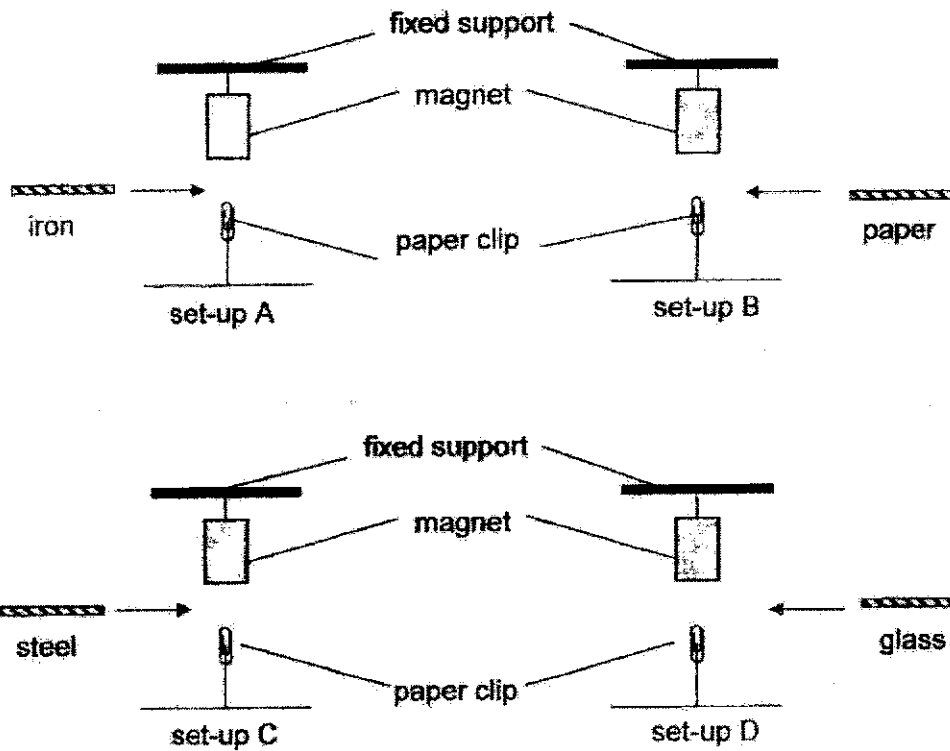 fixed support
magnet
iron
paper
paper clip
set-up A
set-up B
fixed support
magnet
steel
glass
paper clip
set-up C
set-up D